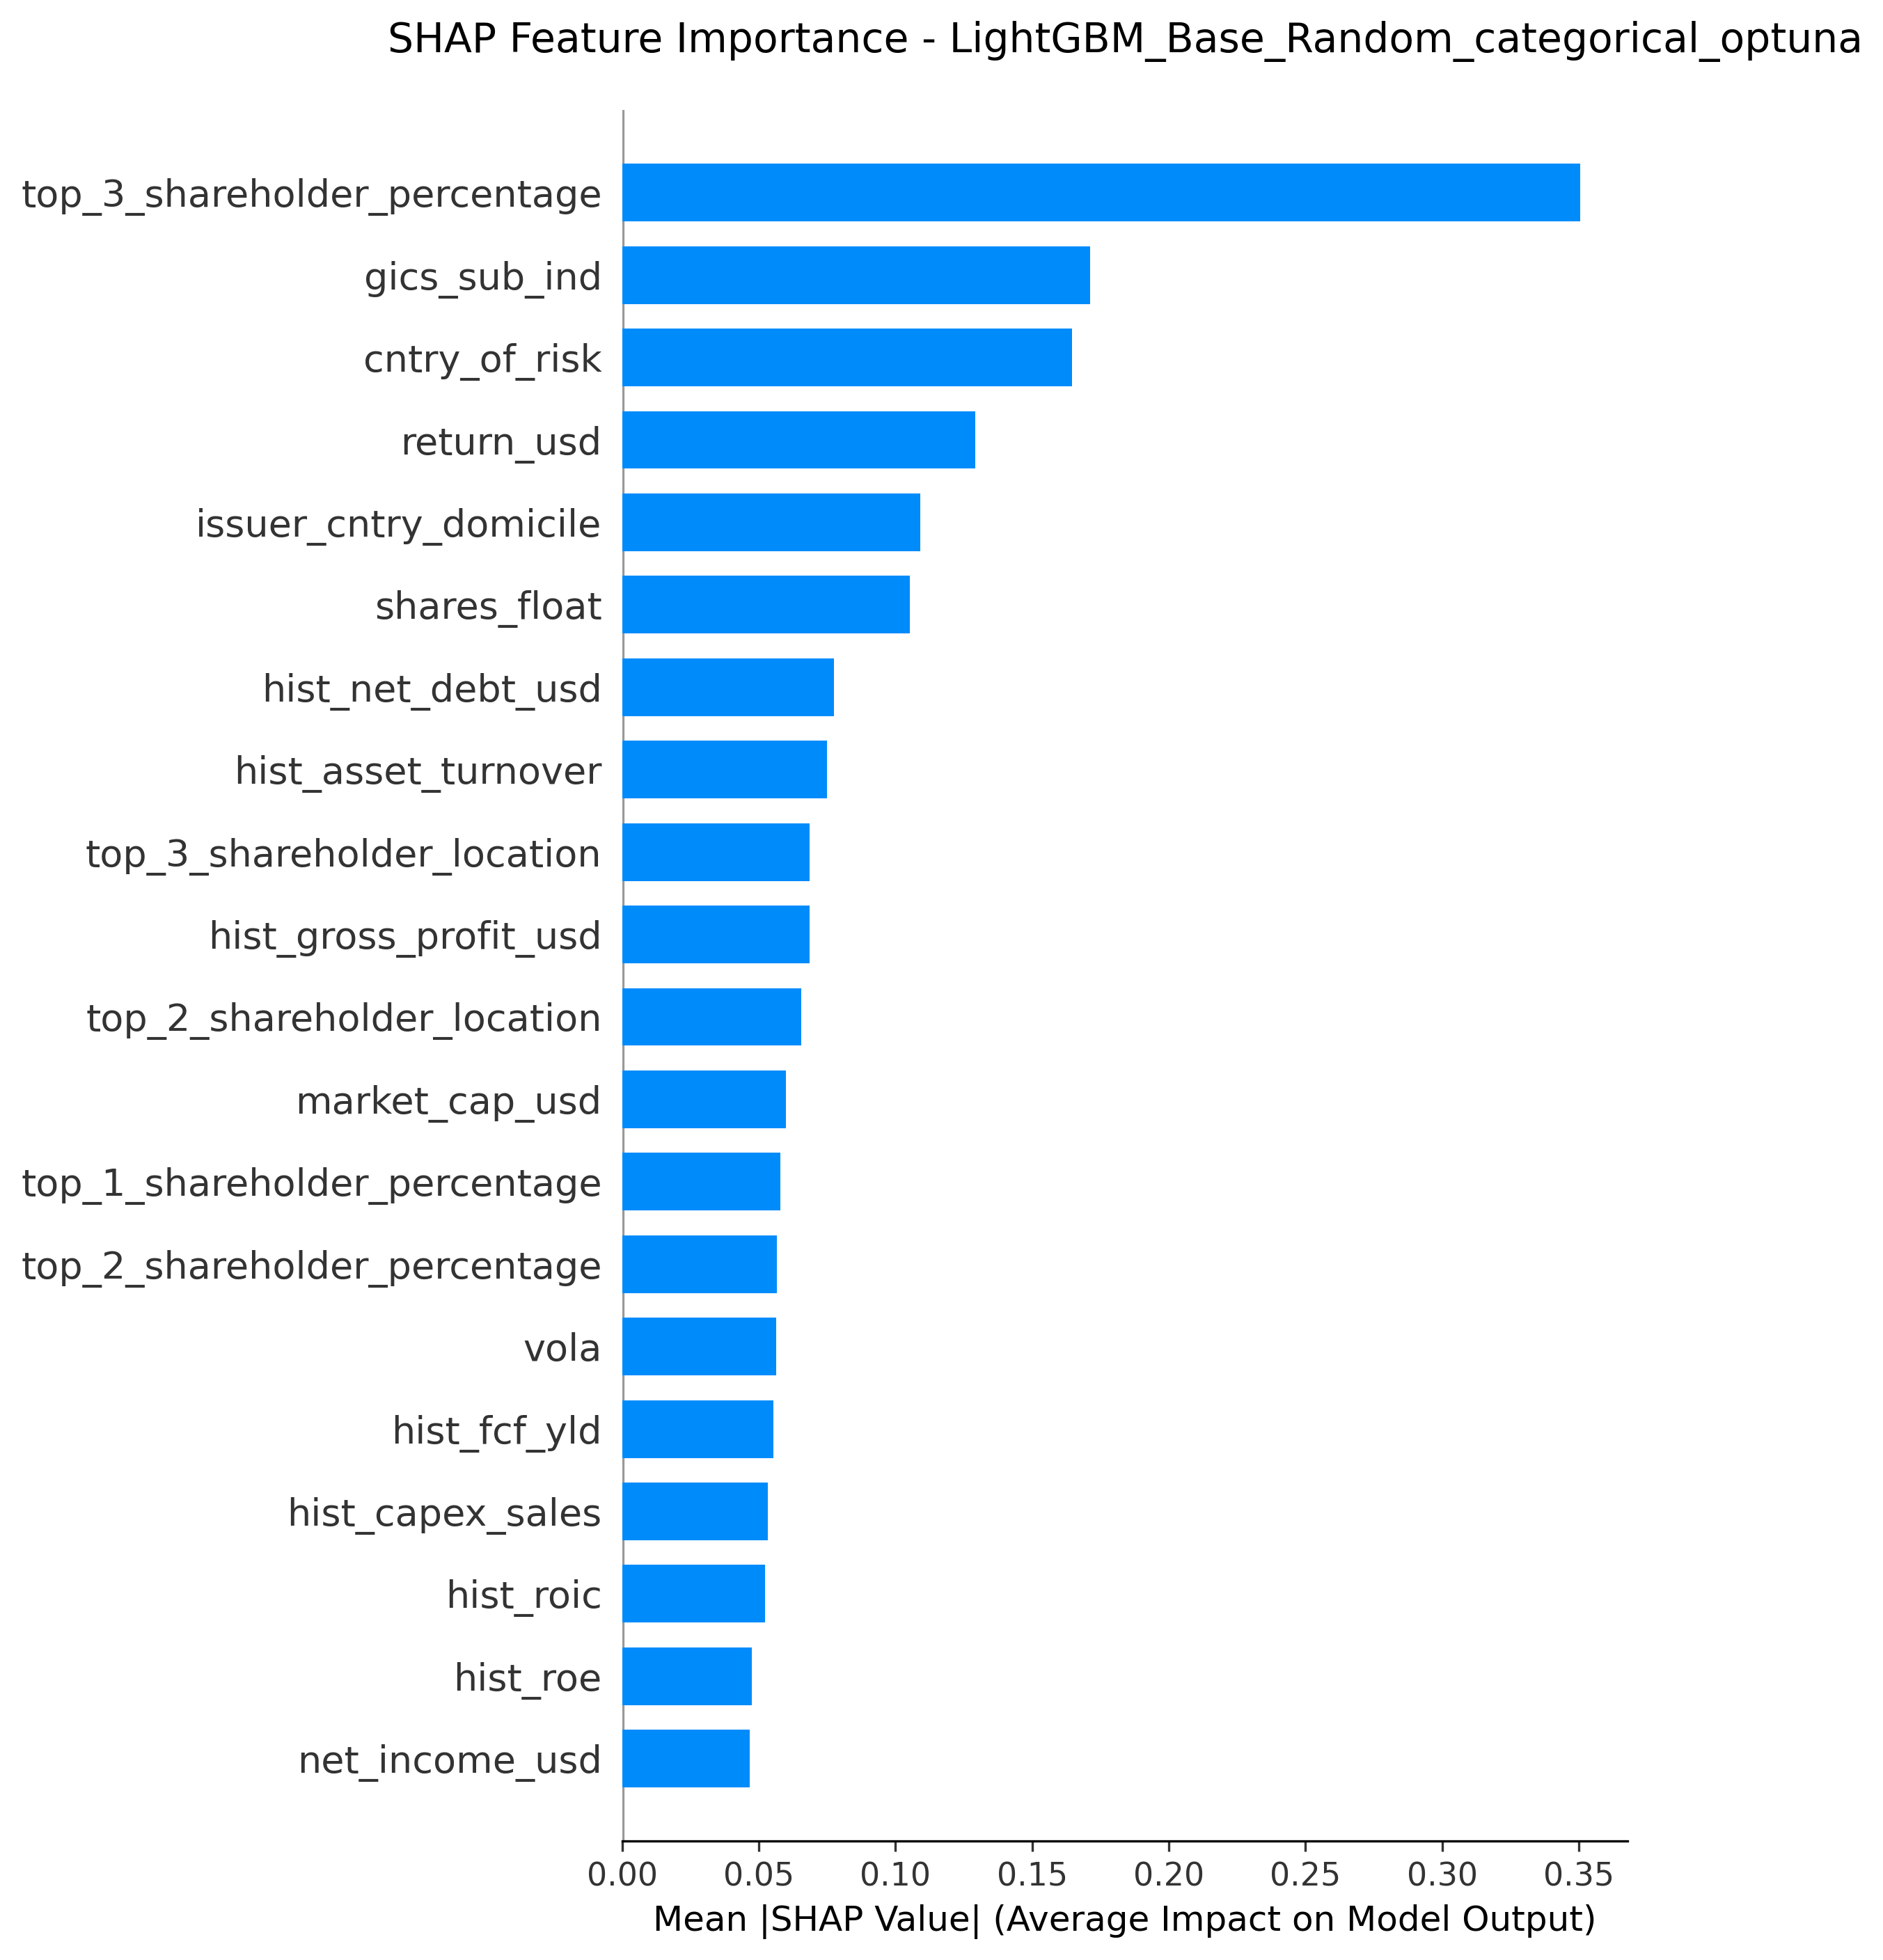 SHAP Feature Importance - LightGBM_Base_Random_categorical_optuna
top_3_shareholder_percentage
gics_sub_ind
cntry_of_risk
return_usd
issuer_cntry_domicile
shares_float
hist_net_debt_usd
hist_asset_turnover
top_3_shareholder_location
hist_gross_profit_usd
top_2_shareholder_location
market_cap_usd
top_1_shareholder_percentage
top_2_shareholder_percentage
vola
hist_fcf_yld
hist_capex_sales
hist_roic
hist_roe
net_income_usd
0.00 0.05 0.10 0.15 0.20 0.25 0.30 0.35
Mean |SHAP Value| (Average Impact on Model Output)